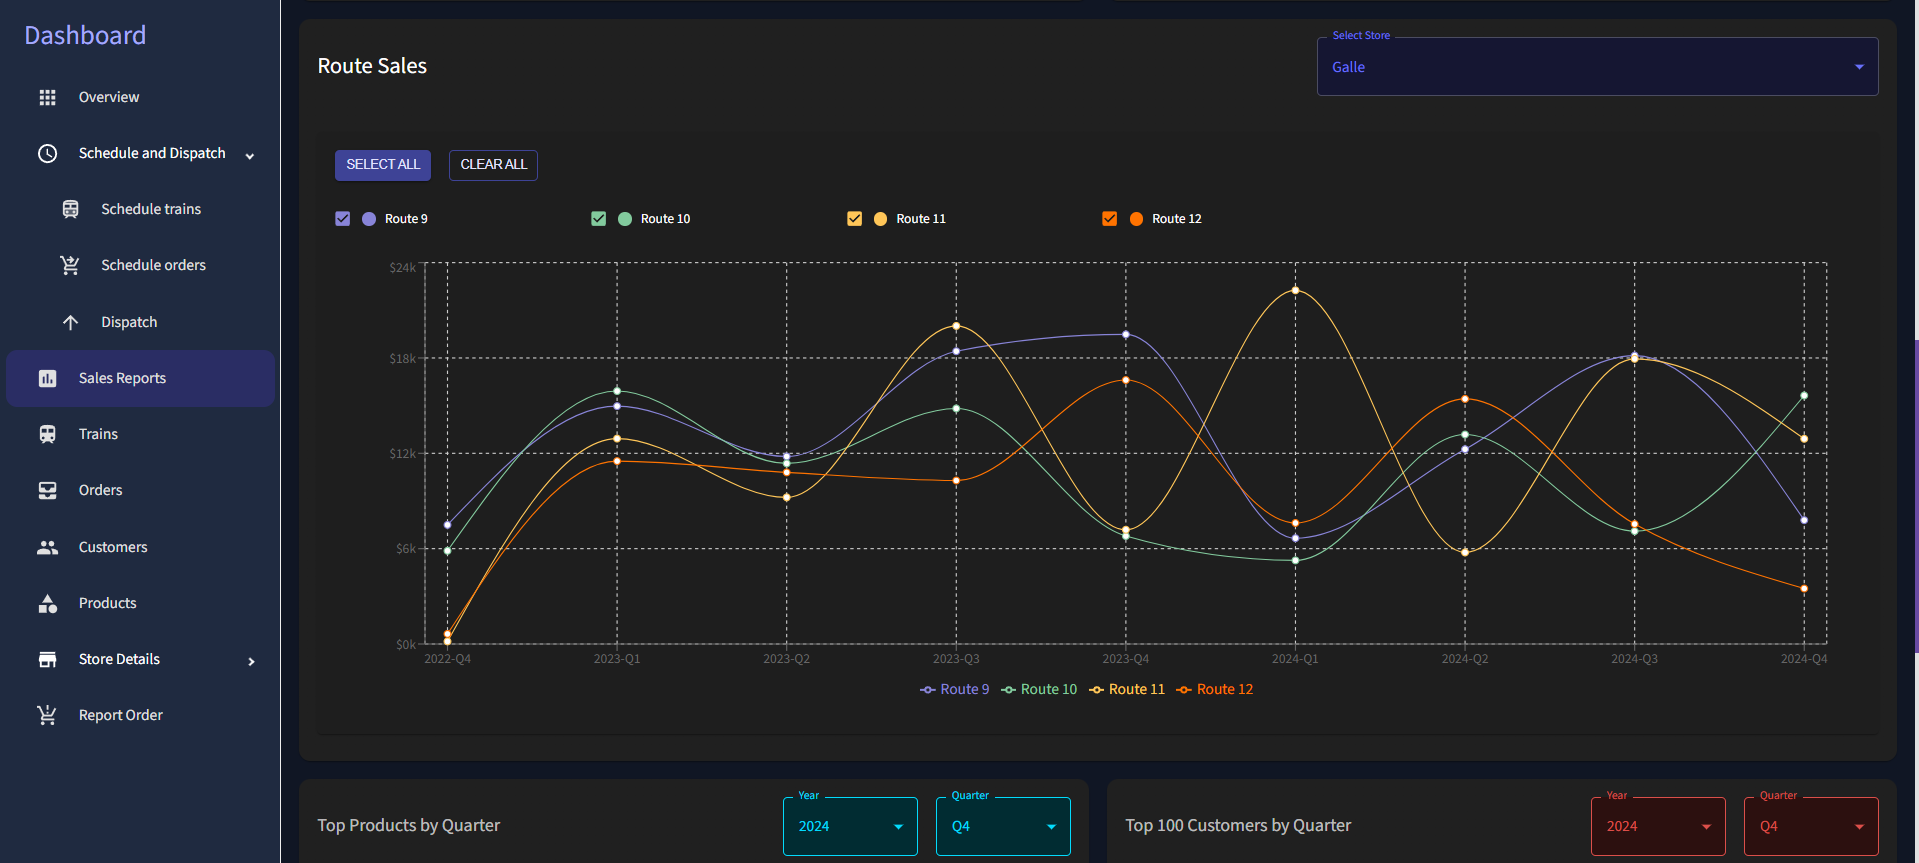 Dashboard
Overview
Schedule and Dispatch
Schedule trains
Schedule orders
Dispatch
Sales Reports
Trains
Orders
Customers
Products
Store Details
Report Order
Route Sales
Select Store
Galle
SELECT ALL CLEAR ALL
Route 9 Route 10 Route 11 Route 12
$24k
$18k
$12k
$6k
$0k
2022-Q4 2023-Q1 2023-Q2 2023-Q3 2023-Q4 2024-Q1 2024-Q2 2024-Q3 2024-Q4
Route 9 Route 10 Route 11 Route 12
Top Products by Quarter
Year
2024
Quarter
Q4
Top 100 Customers by Quarter
Year
2024
Quarter
Q4